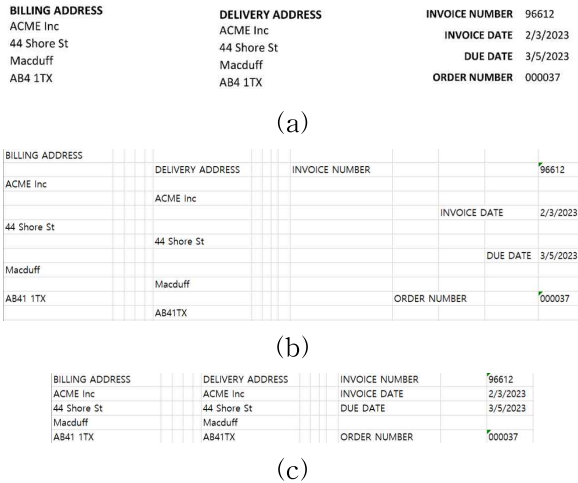 BILLING ADDRESS DELIVERY ADDRESS INVOICE NUMBER 96612
ACME Inc ACME Inc INVOICE DATE 2/3/2023
44 Shore St 44 Shore St DUE DATE 3/5/2023
Macduff Macduff ORDER NUMBER 000037
AB4 1TX AB4 1TX
(a)
BILLING ADDRESS
DELIVERY ADDRESS INVOICE NUMBER 96612
ACME Inc
ACME Inc
INVOICE DATE 2/3/2023
44 Shore St
44 Shore St
DUE DATE 3/5/2023
Macduff
Macduff
AB41 1TX ORDER NUMBER 000037
AB41TX
(b)
BILLING ADDRESS DELIVERY ADDRESS INVOICE NUMBER 96612
ACME Inc ACME Inc INVOICE DATE 2/3/2023
44 Shore St 44 Shore St DUE DATE 3/5/2023
Macduff Macduff
AB41 1TX AB41TX ORDER NUMBER 000037
(c)